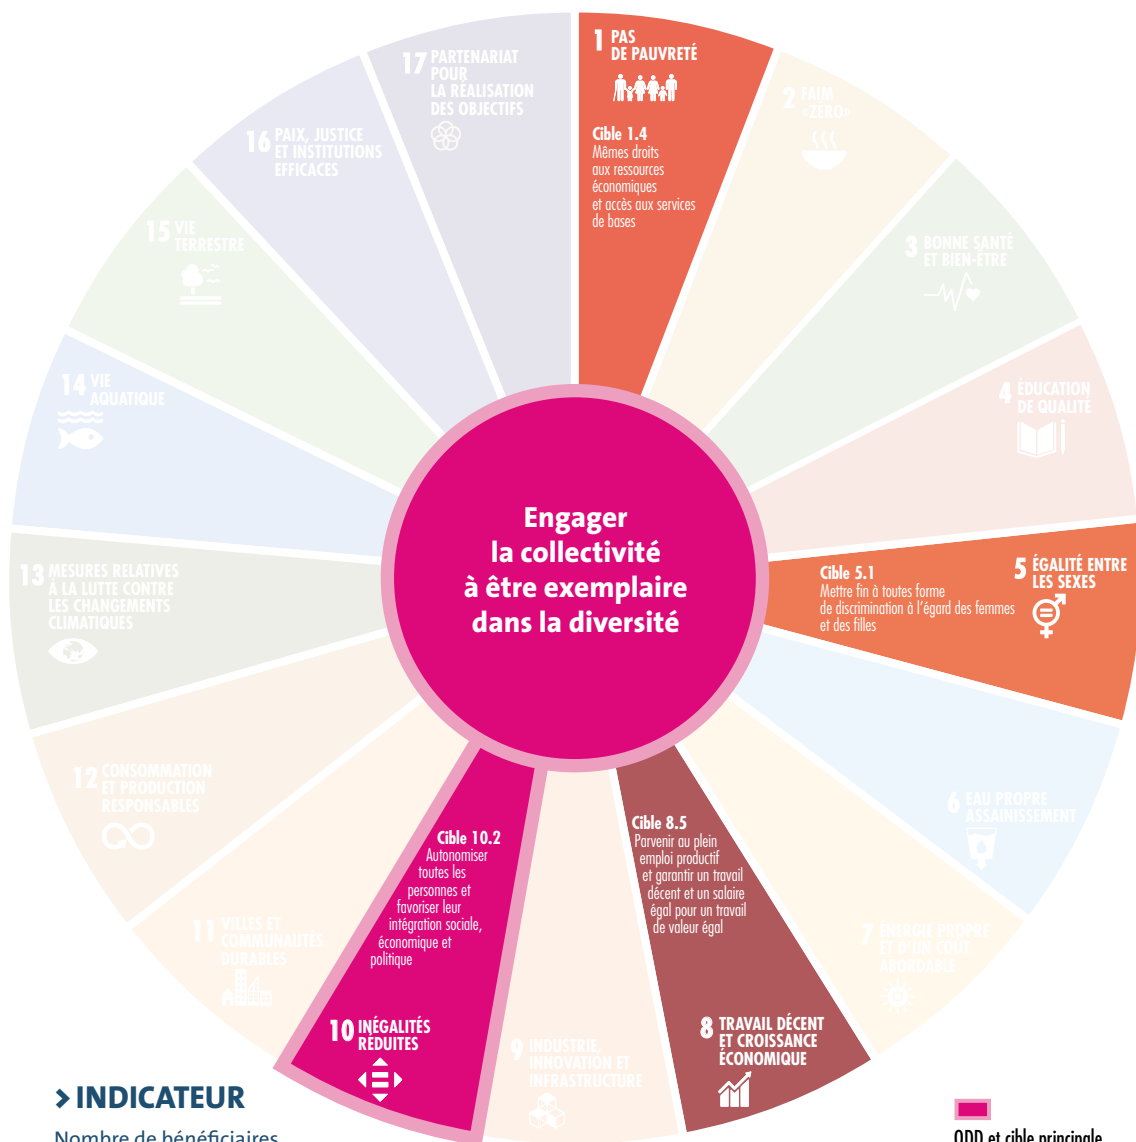 1 PAS
DE PAUVRETÉ
Cible 1.4
Mêmes droits
aux ressources
économiques
et accès aux services
de bases
2 FAIM
«ZÉRO»
3 BONNE SANTÉ
ET BIEN-ÊTRE
4 ÉDUCATION
DE QUALITÉ
5 ÉGALITÉ ENTRE
LES SEXES
Cible 5.1
Mettre fin à toutes forme
de discrimination à l'égard des femmes
et des filles
6 EAU PROPRE
ASSAINISSEMENT
7 ÉNERGIE PROPRE
ET D'UN COÛT
ABORDABLE
8 TRAVAIL DÉCENT
ET CROISSANCE
ÉCONOMIQUE
Cible 8.5
Parvenir au plein
emploi productif
et garantir un travail
décent et un salaire
égal pour un travail
de valeur égal
9 INDUSTRIE,
INNOVATION ET
INFRASTRUCTURE
10 INÉGALITÉS
RÉDUITES
Cible 10.2
Autonomiser
toutes les
personnes et
favoriser leur
intégration sociale,
économique et
politique
11 VILLES ET
COMMUNAUTÉS
DURABLES
12 CONSOMMATION
ET PRODUCTION
RESPONSABLES
13 MESURES RELATIVES
À LA LUTTE CONTRE
LES CHANGEMENTS
CLIMATIQUES
14 VIE
AQUATIQUE
15 VIE
TERRESTRE
16 PAIX, JUSTICE
ET INSTITUTIONS
EFFICACES
17 PARTENARIAT
POUR
LA RÉALISATION
DES OBJECTIFS
Engager
la collectivité
à être exemplaire
dans la diversité
> INDICATEUR
Nombre de bénéficiaires
ODD et cible principale